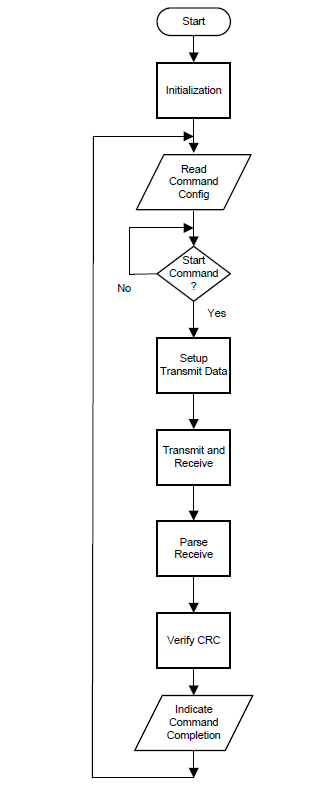 Start
Initialization
Read
Command
Config
Start
Command
?
No
Yes
Setup
Transmit Data
Transmit and
Receive
Parse
Receive
Verify CRC
Indicate
Command
Completion